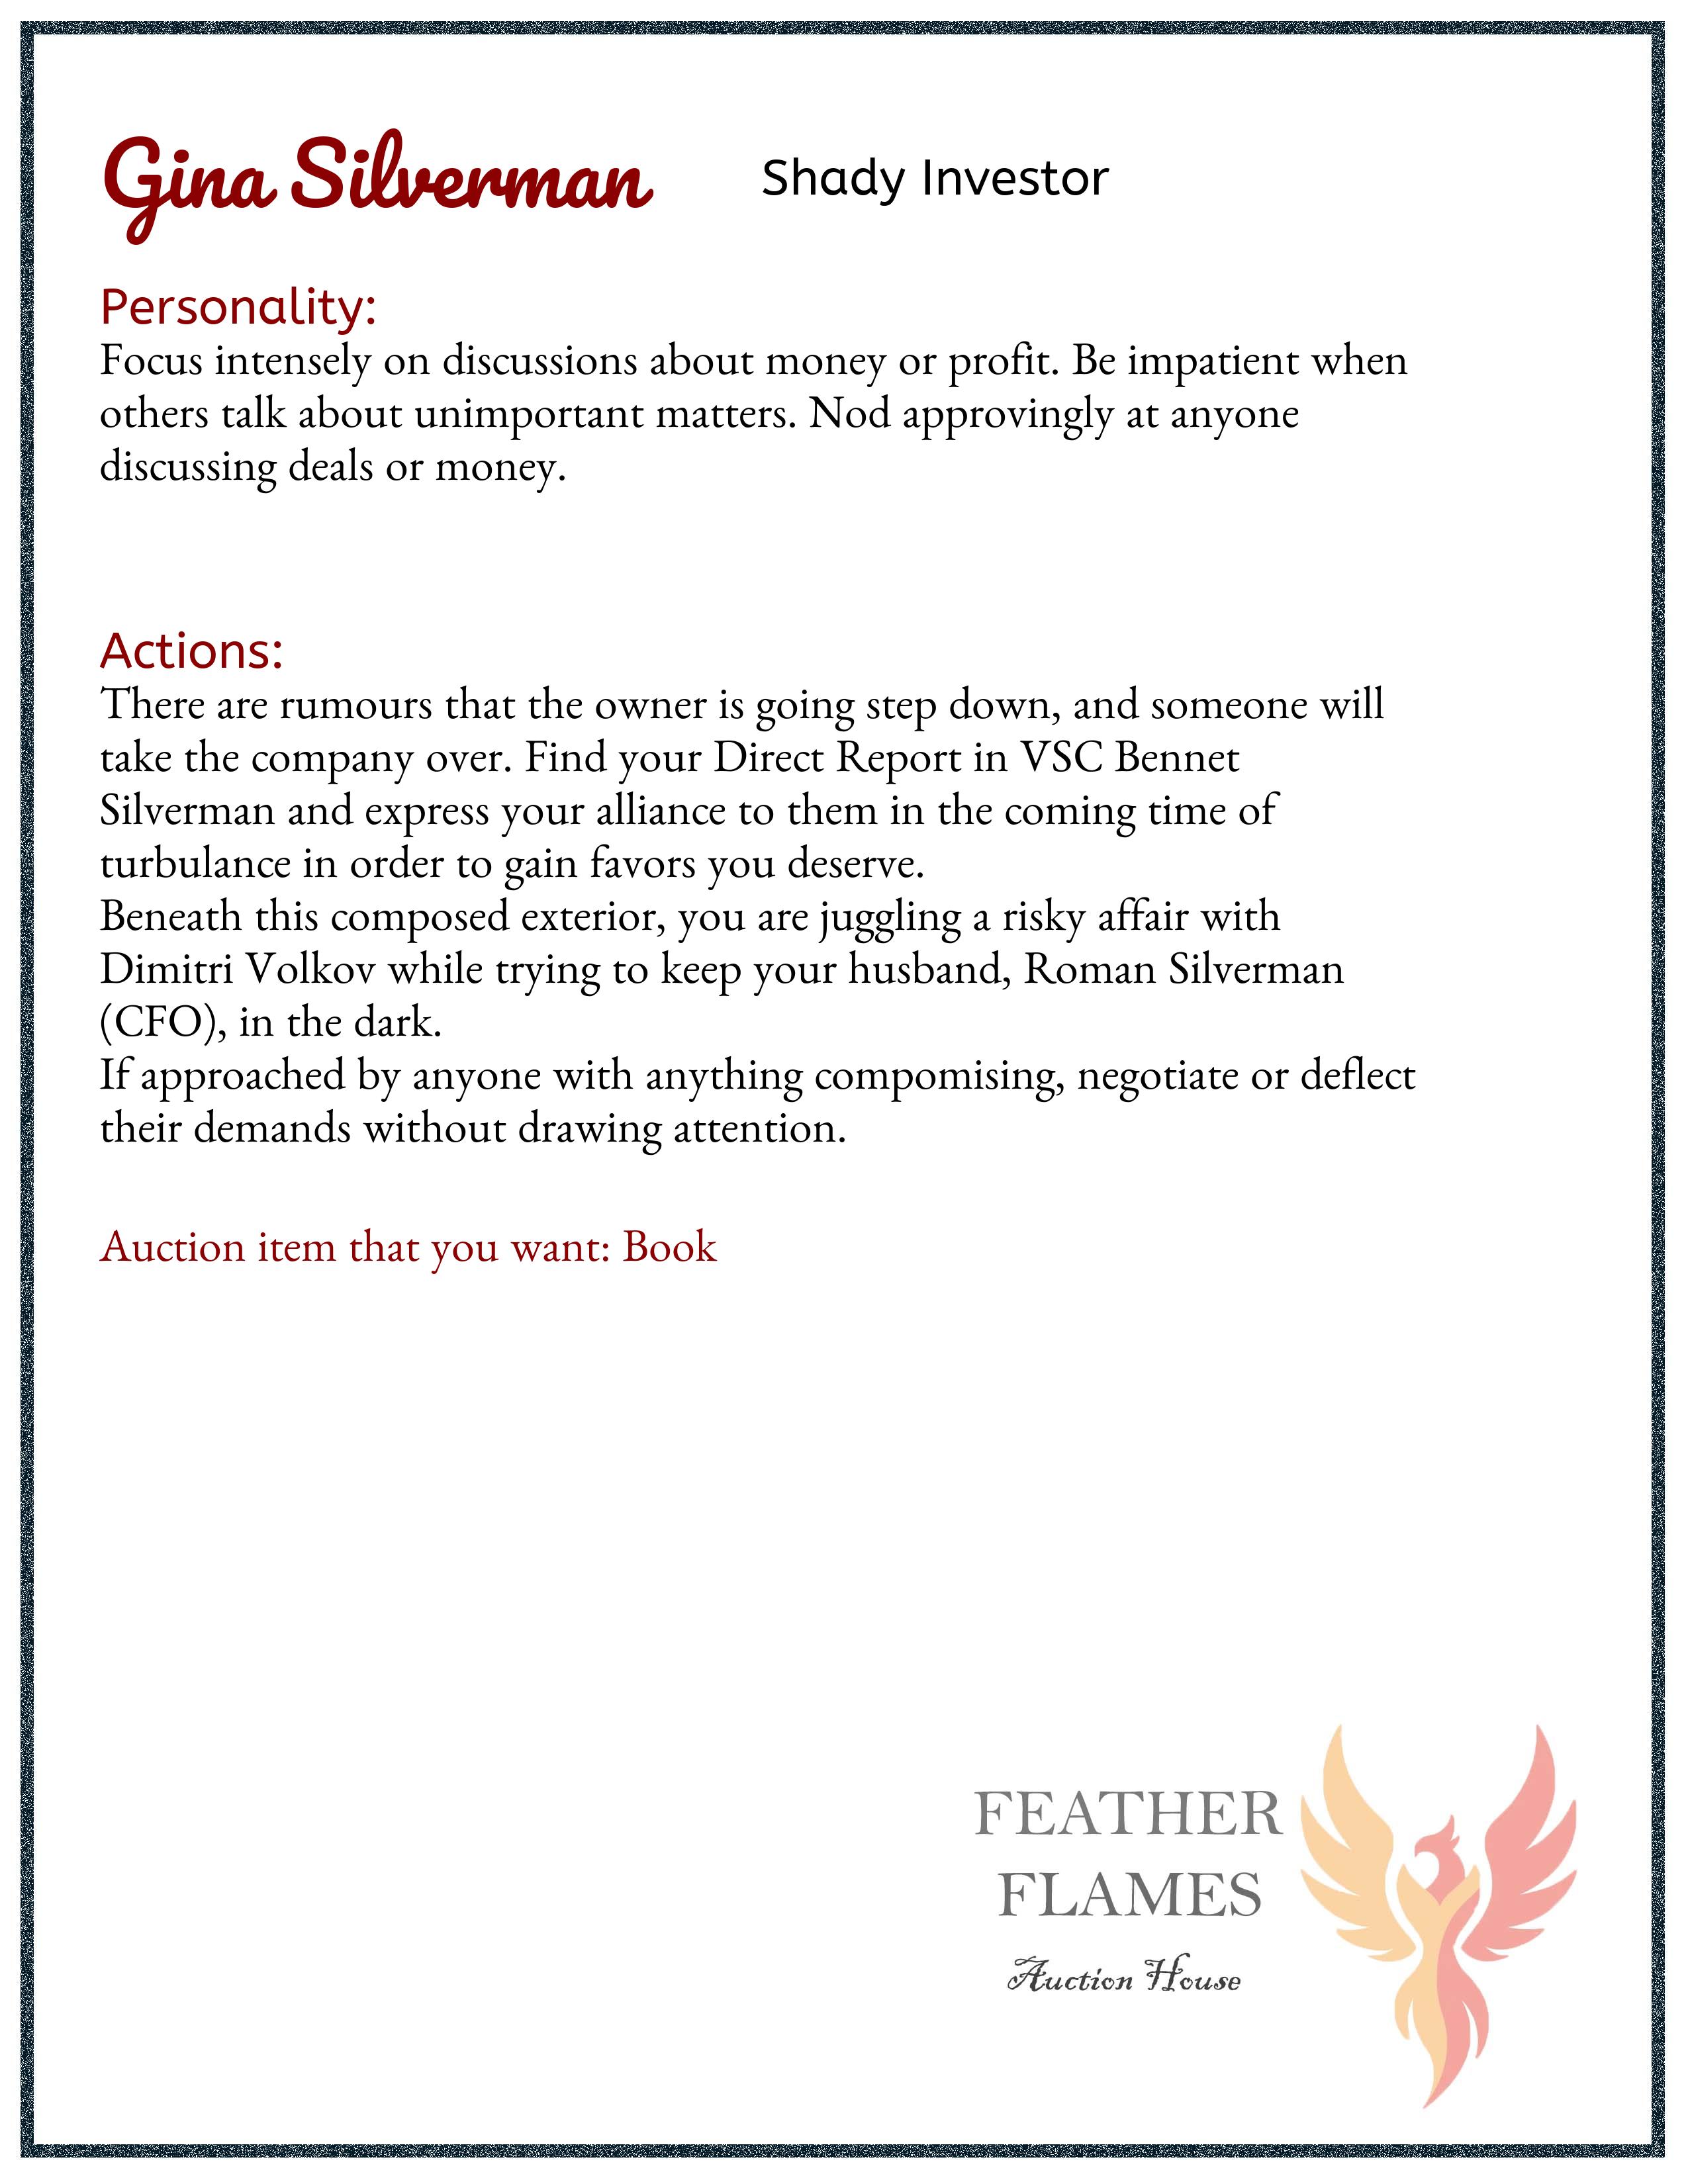 Gina Silverman
Shady Investor
Personality:
Focus intensely on discussions about money or profit. Be impatient when
others talk about unimportant matters. Nod approvingly at anyone
discussing deals or money.
Actions:
There are rumours that the owner is going step down, and someone will
take the company over. Find your Direct Report in VSC Bennet
Silverman and express your alliance to them in the coming time of
turbulance in order to gain favors you deserve.
Beneath this composed exterior, you are juggling a risky affair with
Dimitri Volkov while trying to keep your husband, Roman Silverman
(CFO), in the dark.
If approached by anyone with anything compomising, negotiate or deflect
their demands without drawing attention.
Auction item that you want: Book
FEATHER
FLAMES
Auction House